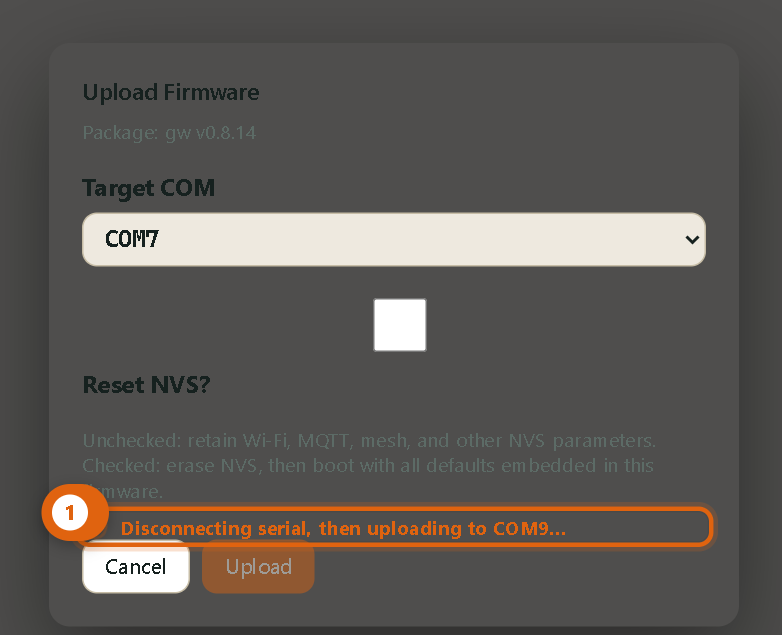 Upload Firmware
Package: gw v0.8.14
Target COM
COM7
Reset NVS?
Unchecked: retain Wi-Fi, MQTT, mesh, and other NVS parameters.
Checked: erase NVS, then boot with all defaults embedded in this
mware.
1
Disconnecting serial, then uploading to COM9...
Cancel
Upload